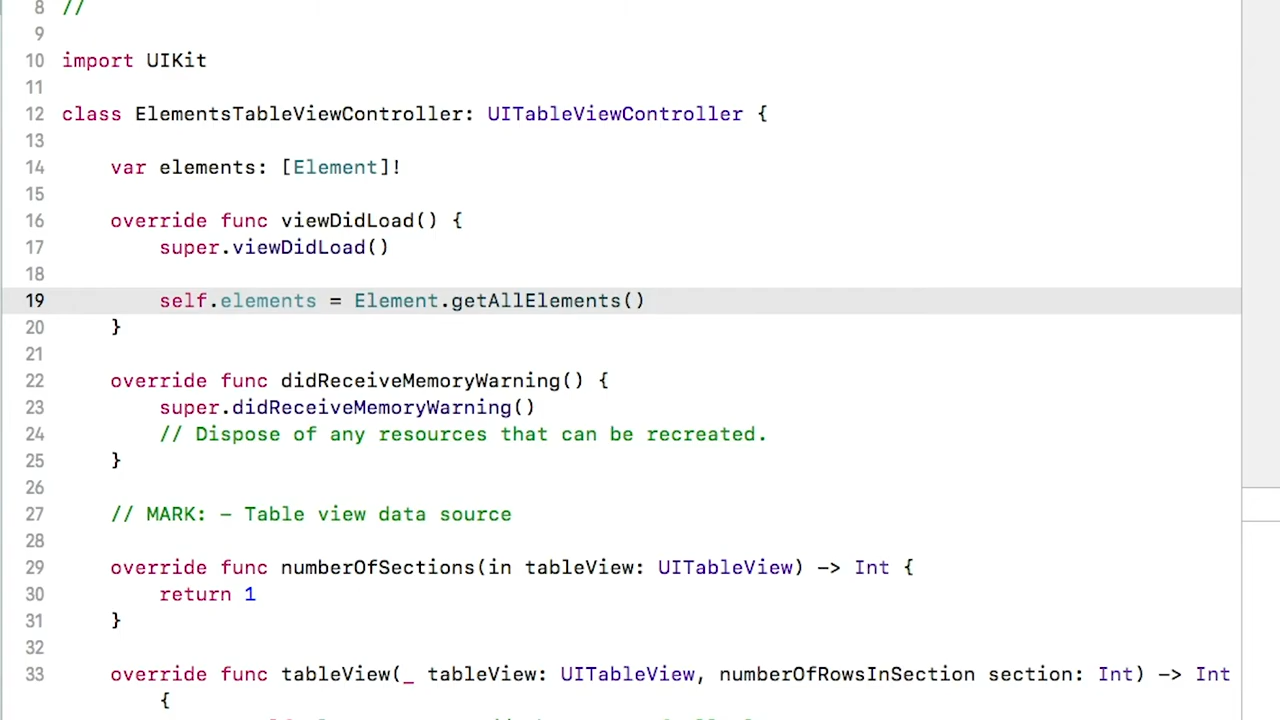 8 //
9
10 import UIKit
11
12 class ElementsTableViewController: UITableViewController {
13
14 var elements: [Element]!
15
16 override func viewDidLoad() {
17 super.viewDidLoad()
18
19 self.elements = Element.getAllElements()
20 }
21
22 override func didReceiveMemoryWarning() {
23 super.didReceiveMemoryWarning()
24 // Dispose of any resources that can be recreated.
25 }
26
27 // MARK: - Table view data source
28
29 override func numberOfSections(in tableView: UITableView) -> Int {
30 return 1
31 }
32
33 override func tableView(_ tableView: UITableView, numberOfRowsInSection section: Int) -> Int
{